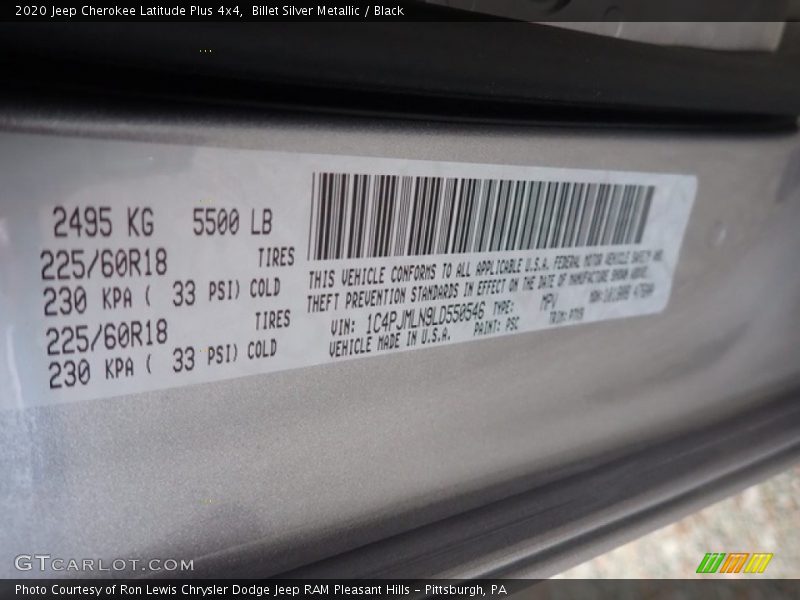 2020 Jeep Cherokee Latitude Plus 4x4,  Billet Silver Metallic / Black
2495 KG 5500 LB
225/60R18 TIRES
230 KPA ( 33 PSI) COLD
225/60R18 TIRES
230 KPA ( 33 PSI) COLD
THIS VEHICLE CONFORMS TO ALL APPLICABLE U.S.A. FEDERAL MOTOR VEHICLE SAFETY AND
THEFT PREVENTION STANDARDS IN EFFECT ON THE DATE OF MANUFACTURE SHOWN ABOVE.
VIN: 1C4PJMLN9LD550546 TYPE: MPV
VEHICLE MADE IN U.S.A. PAINT: PSC TRIM:
GTCARLOT.COM
Photo Courtesy of Ron Lewis Chrysler Dodge Jeep RAM Pleasant Hills - Pittsburgh, PA